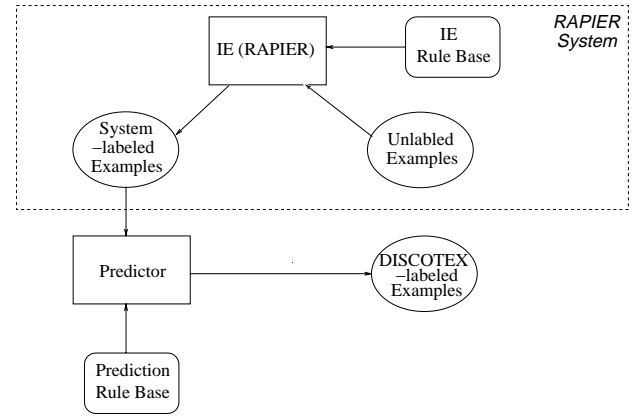 RAPIER
System
IE (RAPIER)
IE
Rule Base
System
–labeled
Examples
Unlabled
Examples
Predictor
DISCOTEX
–labeled
Examples
Prediction
Rule Base